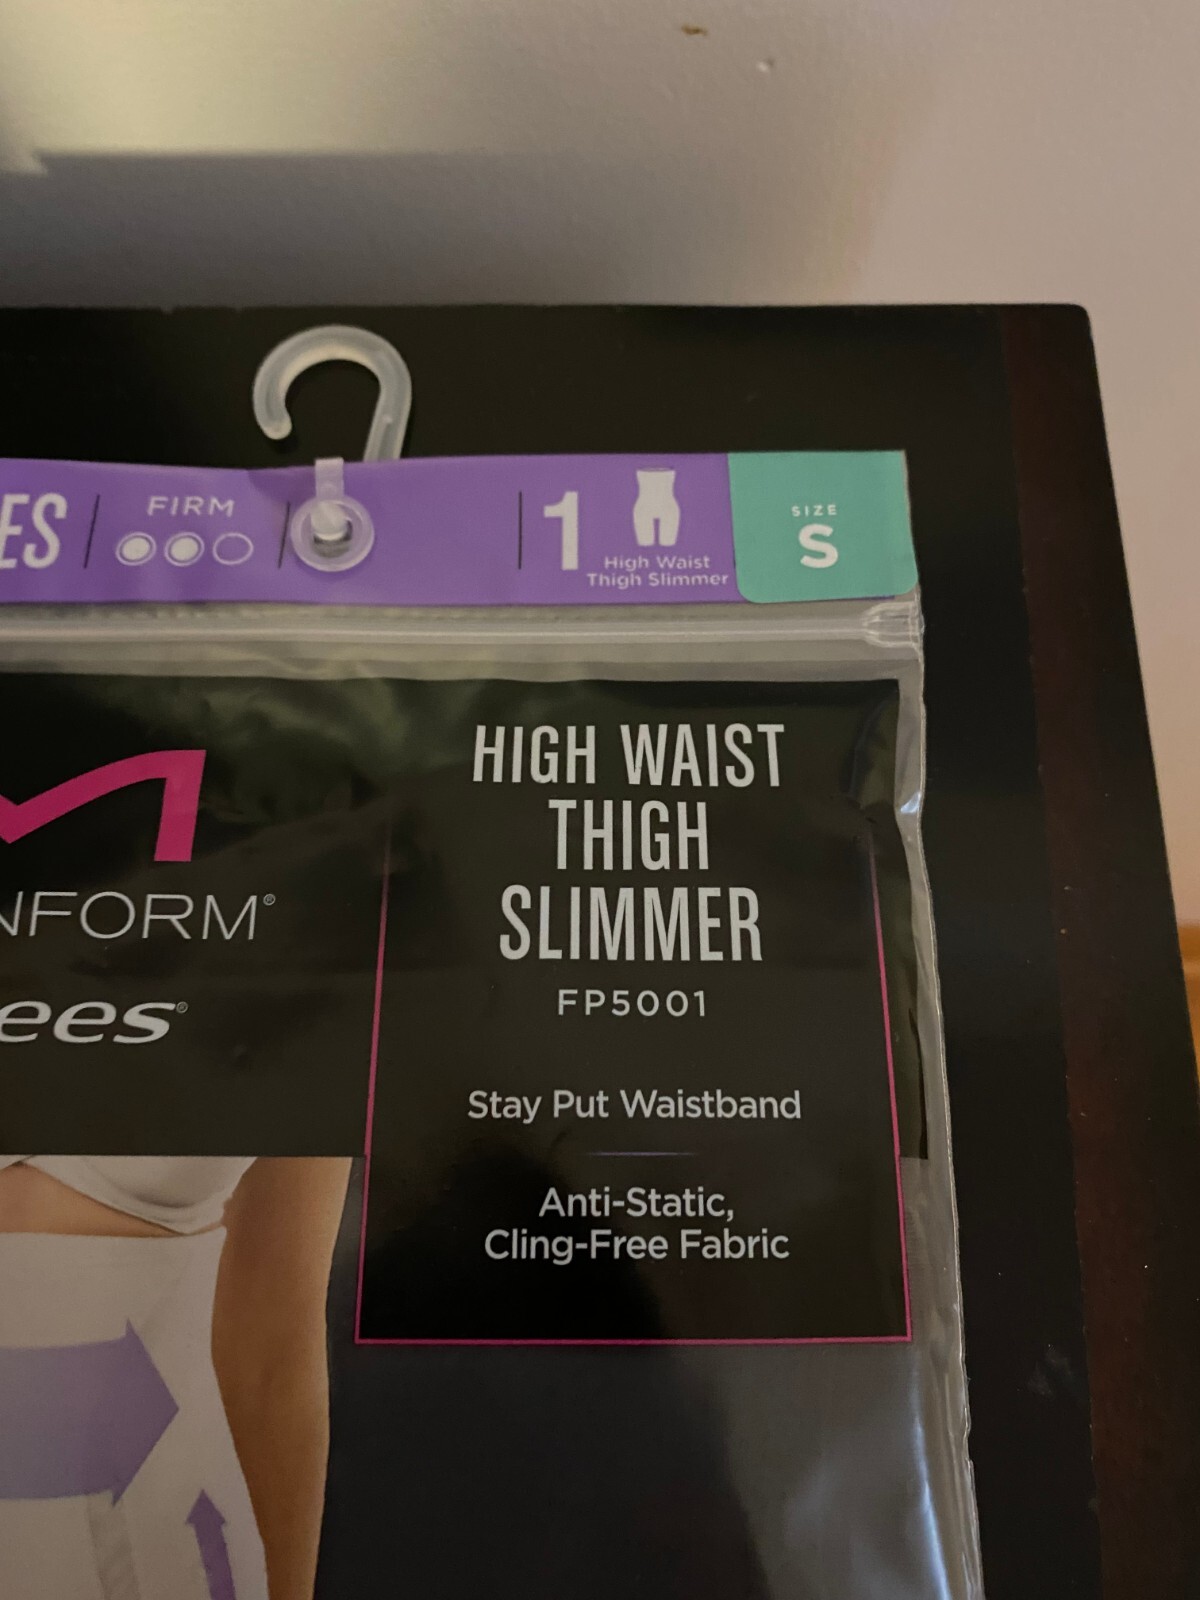 ES
FIRM
1
High Waist
Thigh Slimmer
SIZE
S
HIGH WAIST
THIGH
SLIMMER
FP5001
NFORM®
ees®
Stay Put Waistband
Anti-Static,
Cling-Free Fabric